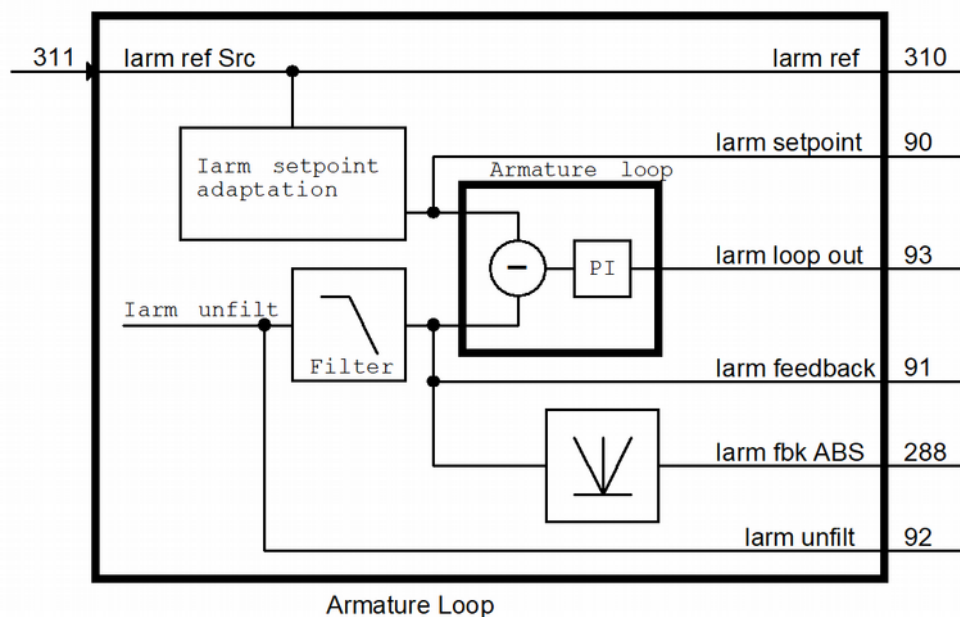 311 Iarm ref Src Iarm ref 310
Iarm setpoint 90
Iarm setpoint
adaptation
Armature loop
− PI Iarm loop out 93
Iarm unfilt
Filter
Iarm feedback 91
Iarm fbk ABS 288
Iarm unfilt 92
Armature Loop